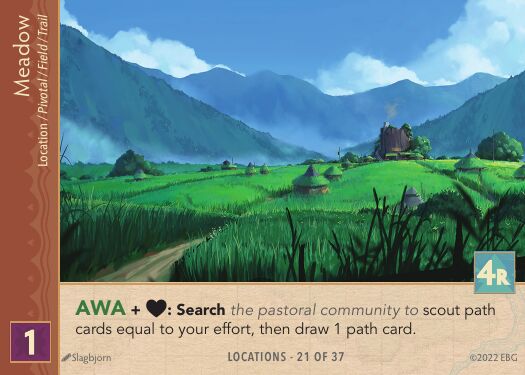 Meadow
Location / Pivotal / Field / Trail
4R
AWA + ♥: Search the pastoral community to scout path
cards equal to your effort, then draw 1 path card.
1
Slagbjörn
LOCATIONS - 21 OF 37
©2022 EBG